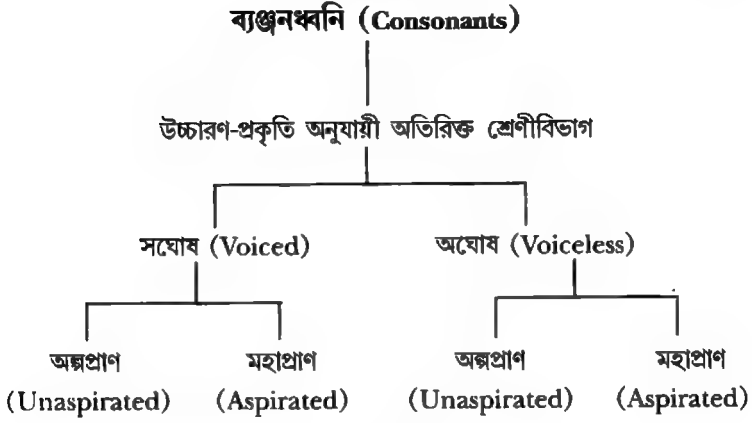 ব্যঞ্জনধ্বনি (Consonants)
উচ্চারণ-প্রকৃতি অনুযায়ী অতিরিক্ত শ্রেণীবিভাগ
সঘোষ (Voiced) অঘোষ (Voiceless)
অল্পপ্রাণ মহাপ্রাণ অল্পপ্রাণ মহাপ্রাণ
(Unaspirated) (Aspirated) (Unaspirated) (Aspirated)